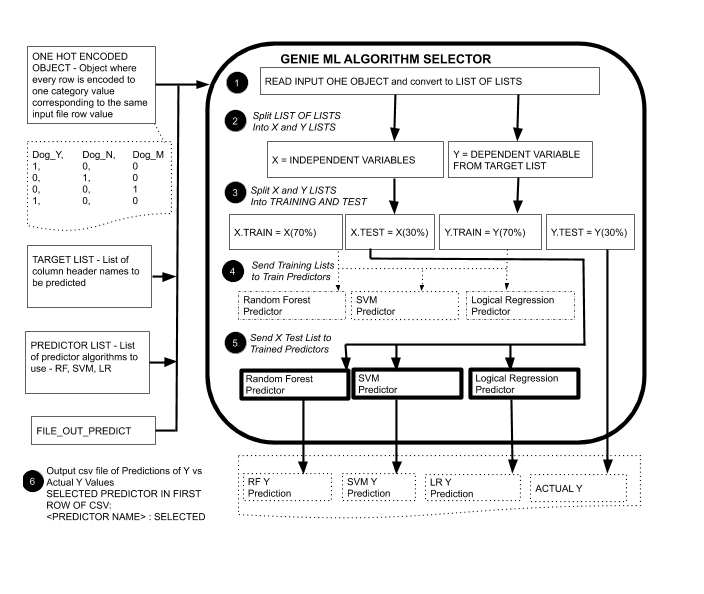 ONE HOT ENCODED
OBJECT - Object where
every row is encoded to
one category value
corresponding to the same
input file row value
Dog_Y, Dog_N, Dog_M
1, 0, 0
0, 1, 0
0, 0, 1
1, 0, 0
TARGET LIST - List of
column header names to
be predicted
PREDICTOR LIST - List
of predictor algorithms to
use - RF, SVM, LR
FILE_OUT_PREDICT
GENIE ML ALGORITHM SELECTOR
1 READ INPUT OHE OBJECT and convert to LIST OF LISTS
2 Split LIST OF LISTS
Into X and Y LISTS
X = INDEPENDENT VARIABLES
Y = DEPENDENT VARIABLE
FROM TARGET LIST
3 Split X and Y LISTS
Into TRAINING AND TEST
X.TRAIN = X(70%)
X.TEST = X(30%)
Y.TRAIN = Y(70%)
Y.TEST = Y(30%)
4 Send Training Lists
to Train Predictors
Random Forest
Predictor
SVM
Predictor
Logical Regression
Predictor
5 Send X Test List to
Trained Predictors
Random Forest
Predictor
SVM
Predictor
Logical Regression
Predictor
6 Output csv file of Predictions of Y vs
Actual Y Values
SELECTED PREDICTOR IN FIRST
ROW OF CSV:
<PREDICTOR NAME> : SELECTED
RF Y
Prediction
SVM Y
Prediction
LR Y
Prediction
ACTUAL Y